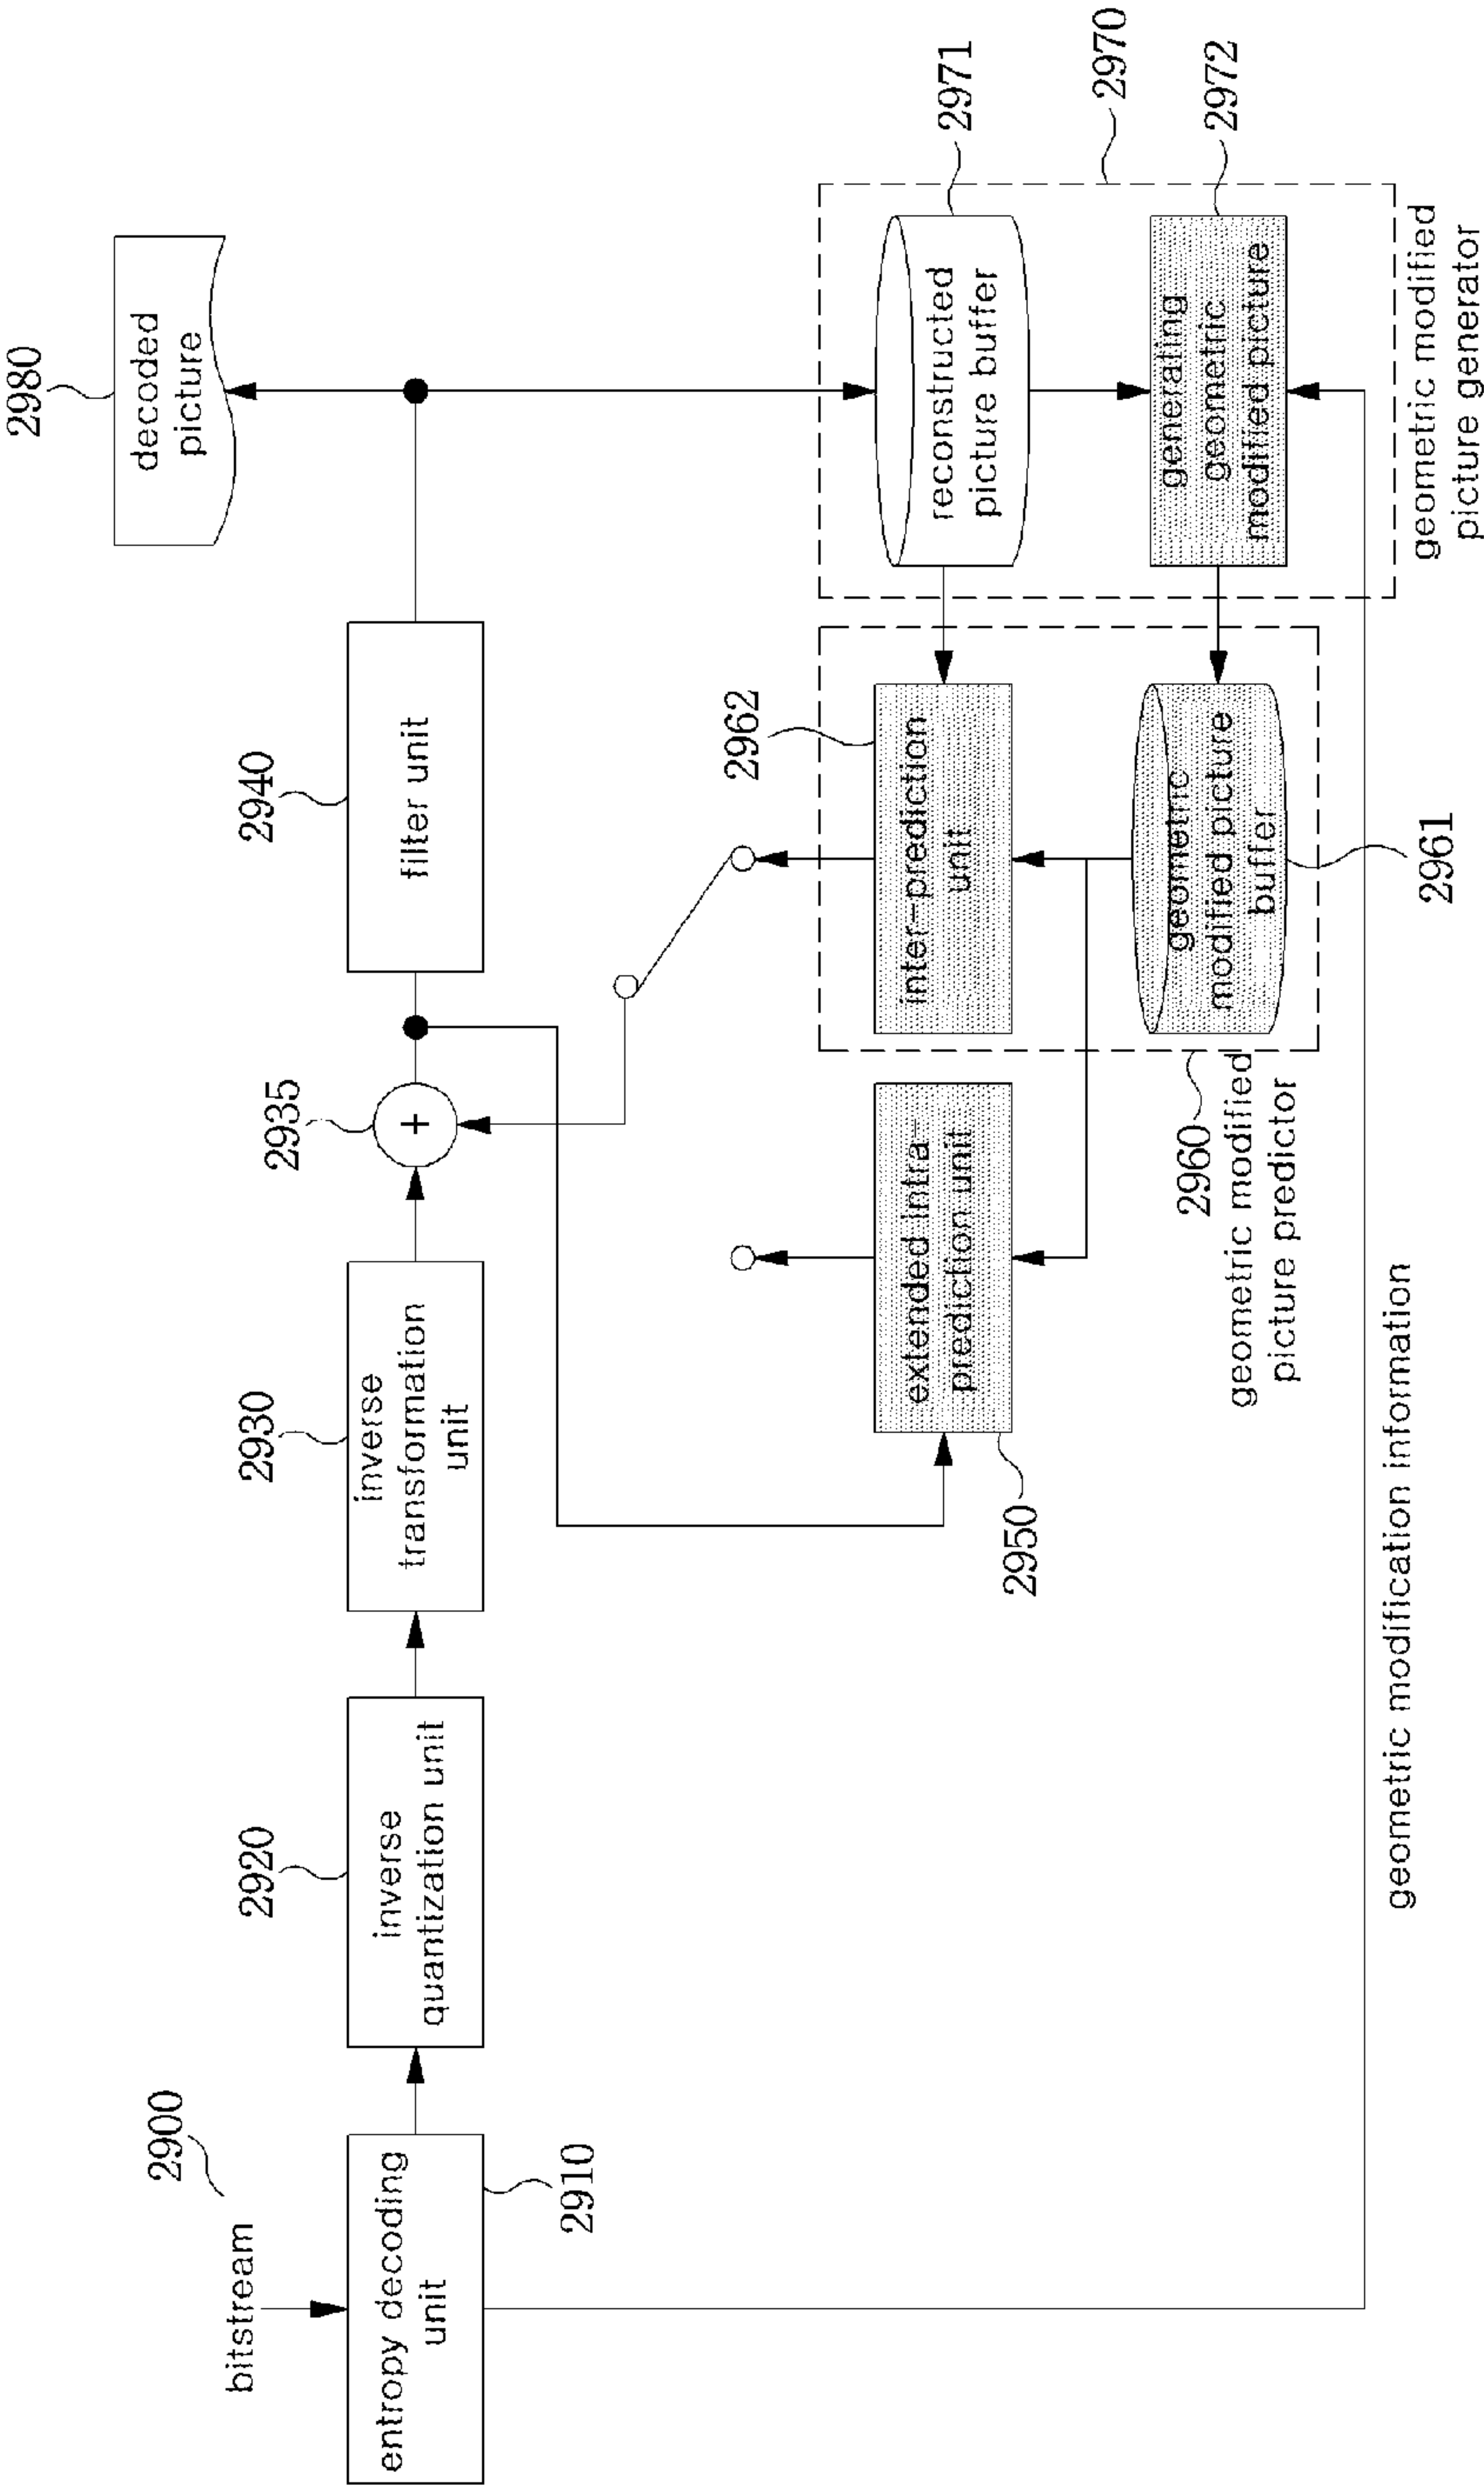 2900
bitstream
entropy decoding
unit
2910
2920
inverse
quantization unit
2930
inverse
transformation
unit
2935
+
2940
filter unit
2980
decoded
picture
extended intra-
prediction unit
2950
2962
inter-prediction
unit
geometric
modified picture
buffer
2961
2960
geometric modified
picture predictor
reconstructed
picture buffer
2971
2970
generating
geometric
modified picture
2972
geometric modified
picture generator
geometric modification information